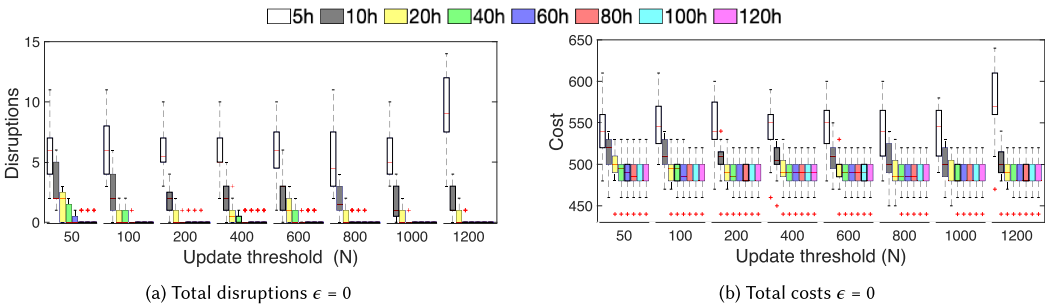 5h 10h 20h 40h 60h 80h 100h 120h
15
10
5
0
Disruptions
50 100 200 400 600 800 1000 1200
Update threshold (N)
(a) Total disruptions ϵ = 0
650
600
550
500
450
Cost
50 100 200 400 600 800 1000 1200
Update threshold (N)
(b) Total costs ϵ = 0